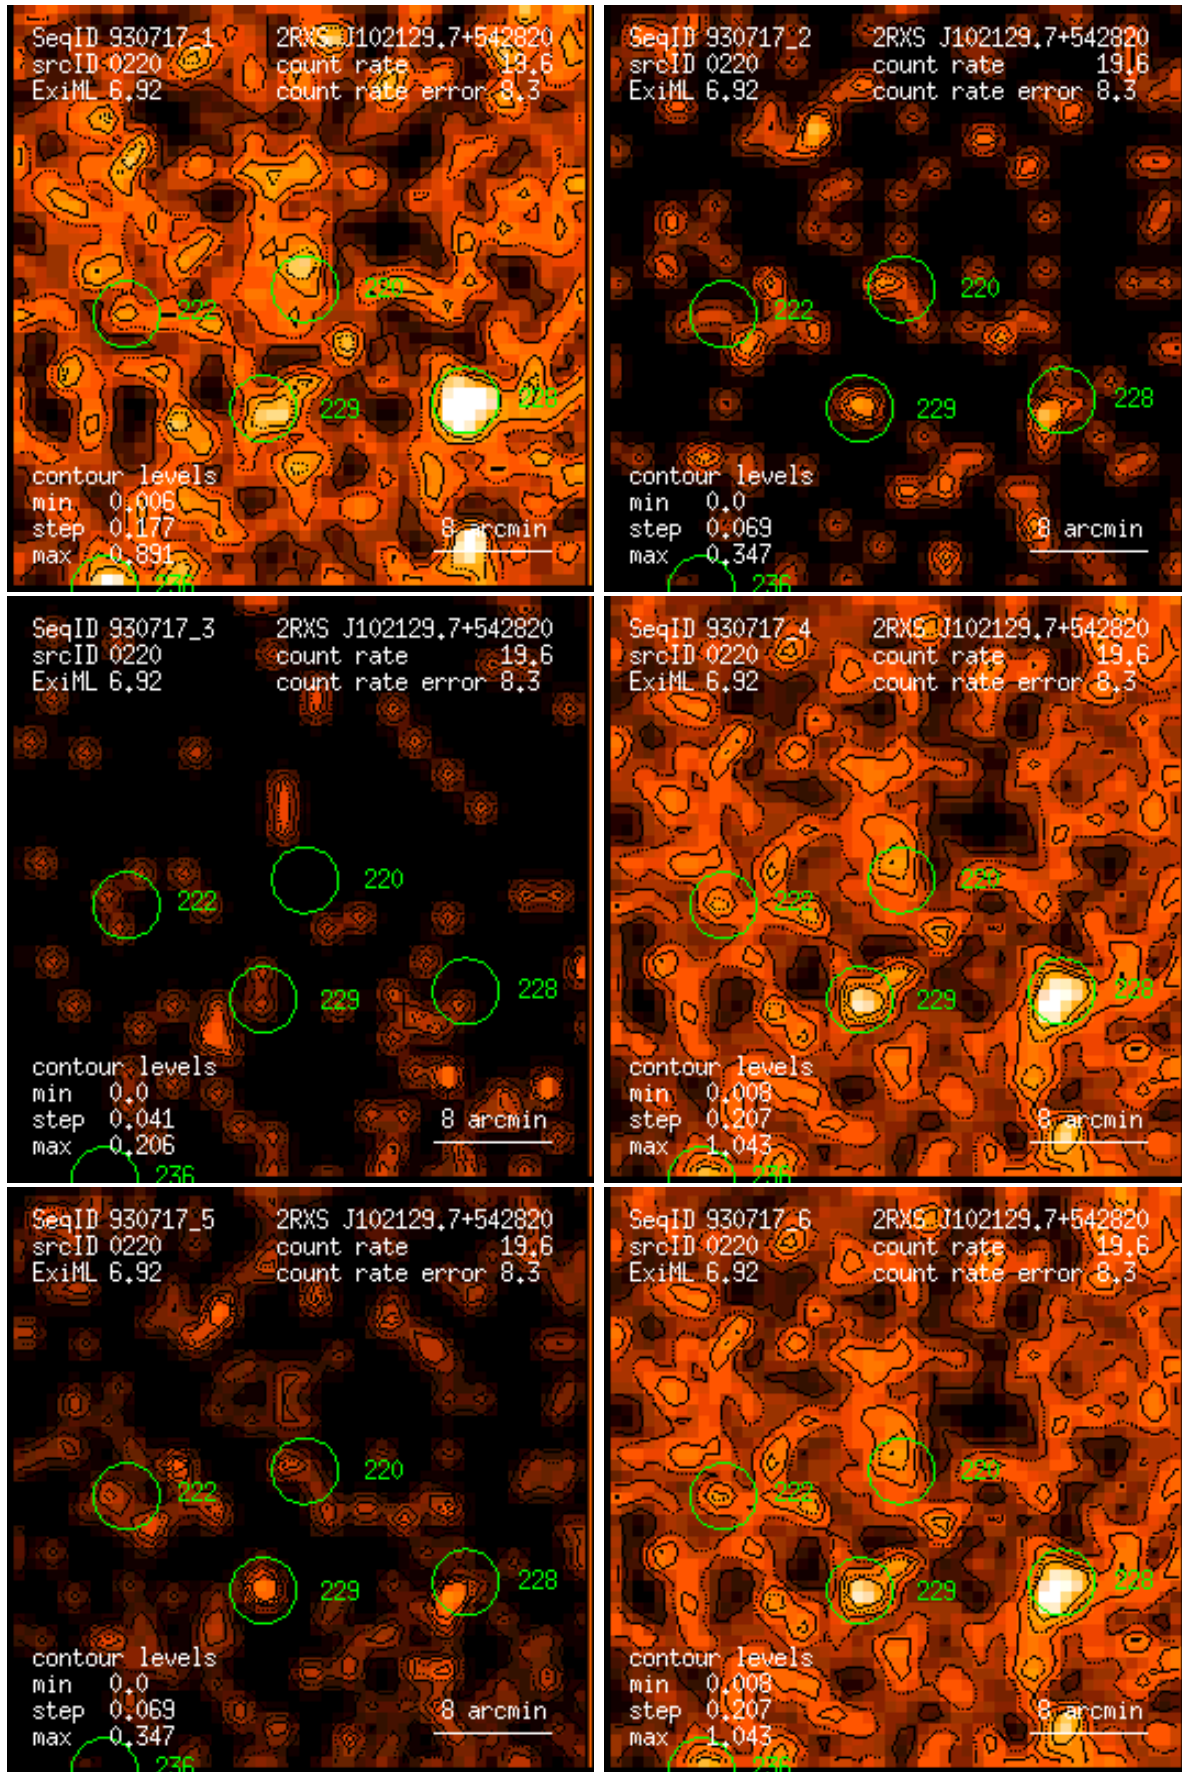 SeqID 930717_1 2RXS J102129.7+542820
srcID 0220 count rate 19.6
ExiML 6.92 count rate error 8.3
220
222
229
228
contour levels
min 0.006
step 0.177
max 0.891
8 arcmin
236
SeqID 930717_2 2RXS J102129.7+542820
srcID 0220 count rate 19.6
ExiML 6.92 count rate error 8.3
220
222
229
228
contour levels
min 0.0
step 0.069
max 0.347
8 arcmin
236
SeqID 930717_3 2RXS J102129.7+542820
srcID 0220 count rate 19.6
ExiML 6.92 count rate error 8.3
220
222
229
228
contour levels
min 0.0
step 0.041
max 0.206
8 arcmin
236
SeqID 930717_4 2RXS J102129.7+542820
srcID 0220 count rate 19.6
ExiML 6.92 count rate error 8.3
220
222
229
228
contour levels
min 0.008
step 0.207
max 1.043
8 arcmin
236
SeqID 930717_5 2RXS J102129.7+542820
srcID 0220 count rate 19.6
ExiML 6.92 count rate error 8.3
220
222
229
228
contour levels
min 0.0
step 0.069
max 0.347
8 arcmin
236
SeqID 930717_6 2RXS J102129.7+542820
srcID 0220 count rate 19.6
ExiML 6.92 count rate error 8.3
220
222
229
228
contour levels
min 0.008
step 0.207
max 1.043
8 arcmin
236